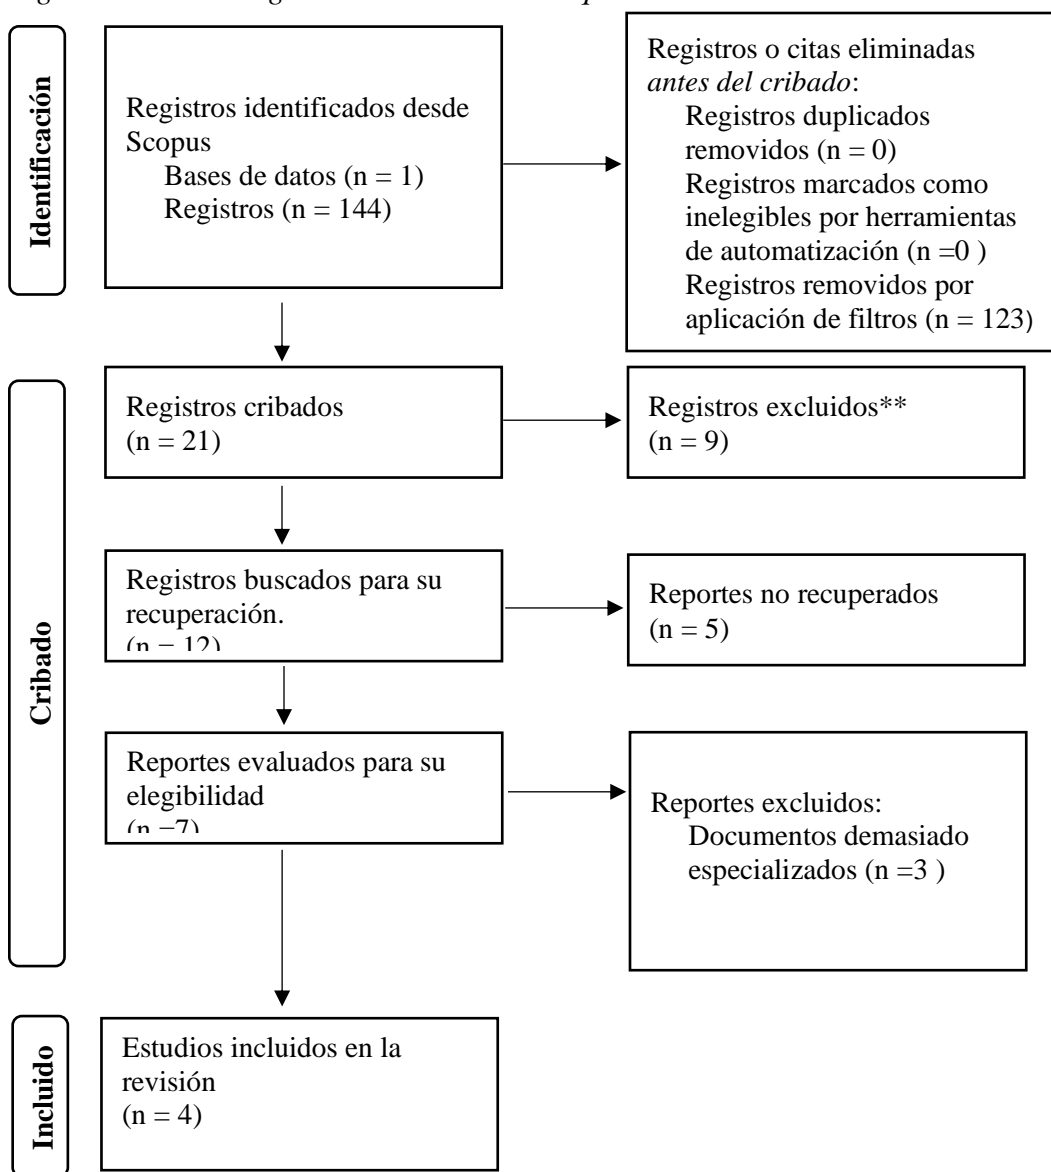 Identificación
Registros identificados desde
Scopus
Bases de datos (n = 1)
Registros (n = 144)
Registros o citas eliminadas
antes del cribado:
Registros duplicados
removidos (n = 0)
Registros marcados como
inelegibles por herramientas
de automatización (n =0 )
Registros removidos por
aplicación de filtros (n = 123)
Cribado
Registros cribados
(n = 21)
Registros excluidos**
(n = 9)
Registros buscados para su
recuperación.
(n = 12)
Reportes no recuperados
(n = 5)
Reportes evaluados para su
elegibilidad
(n =7)
Reportes excluidos:
Documentos demasiado
especializados (n =3 )
Incluido
Estudios incluidos en la
revisión
(n = 4)